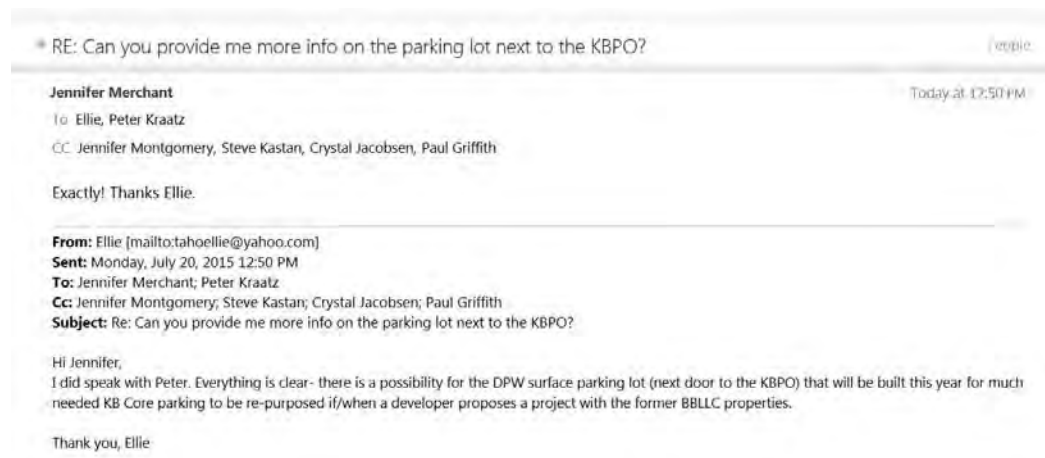 RE: Can you provide me more info on the parking lot next to the KBPO?
People
Jennifer Merchant
Today at 12:50 PM
To Ellie, Peter Kraatz
CC Jennifer Montgomery, Steve Kastan, Crystal Jacobsen, Paul Griffith
Exactly! Thanks Ellie.
From: Ellie [mailto:tahoellie@yahoo.com]
Sent: Monday, July 20, 2015 12:50 PM
To: Jennifer Merchant; Peter Kraatz
Cc: Jennifer Montgomery; Steve Kastan; Crystal Jacobsen; Paul Griffith
Subject: Re: Can you provide me more info on the parking lot next to the KBPO?
Hi Jennifer,
I did speak with Peter. Everything is clear- there is a possibility for the DPW surface parking lot (next door to the KBPO) that will be built this year for much
needed KB Core parking to be re-purposed if/when a developer proposes a project with the former BBLLC properties.
Thank you, Ellie